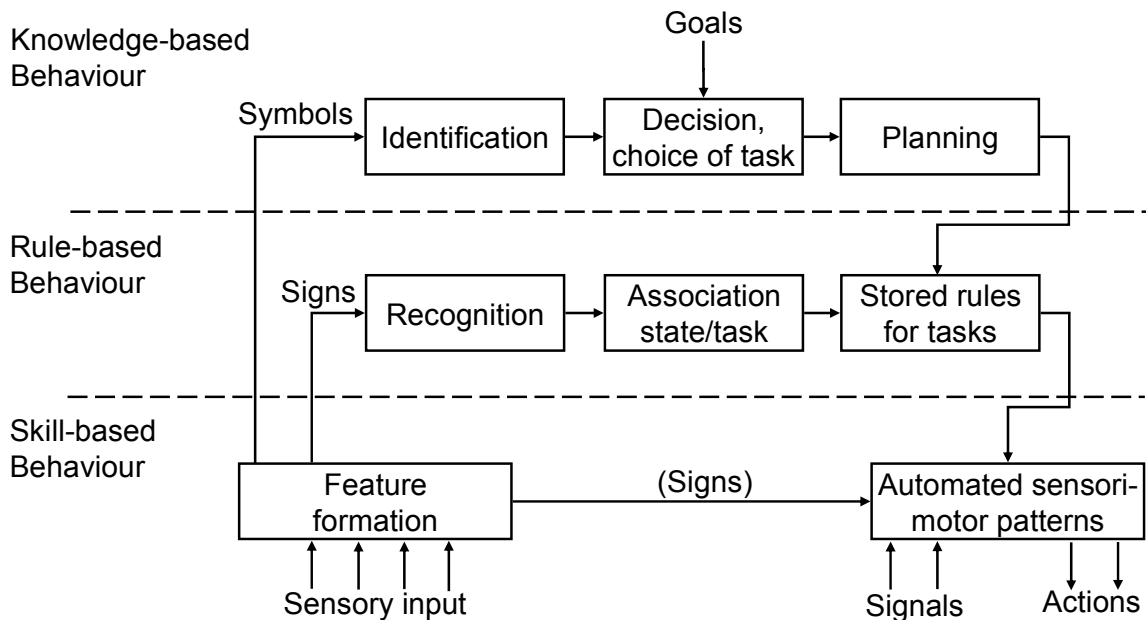 Knowledge-based
Behaviour
Goals
Symbols
Identification
Decision,
choice of task
Planning
Rule-based
Behaviour
Signs
Recognition
Association
state/task
Stored rules
for tasks
Skill-based
Behaviour
Feature
formation
(Signs)
Automated sensori-
motor patterns
Sensory input
Signals
Actions